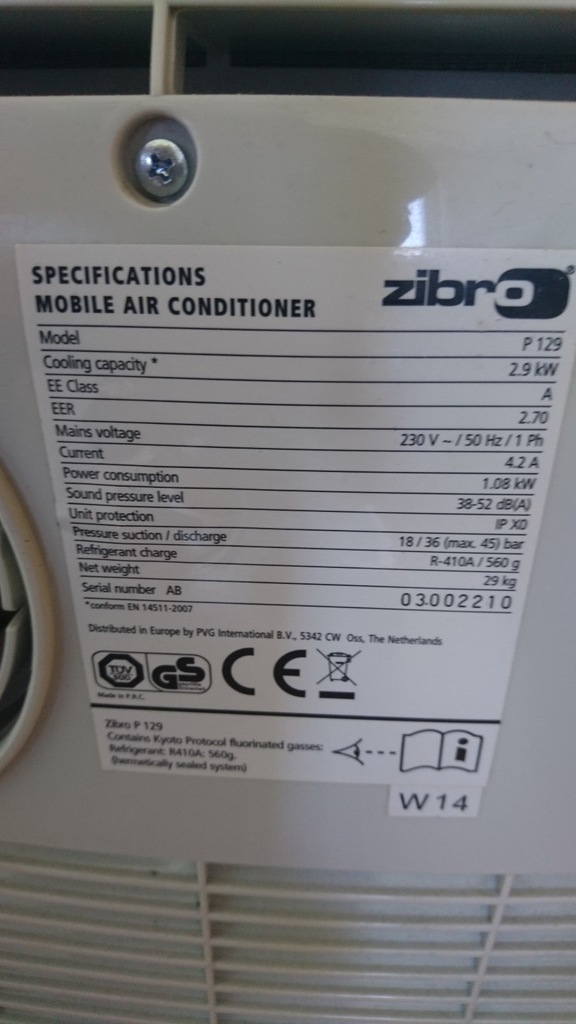 SPECIFICATIONS
MOBILE AIR CONDITIONER
zibro®
Model P 129
Cooling capacity * 2.9 kW
EE Class A
EER 2.70
Mains voltage 230 V ~ / 50 Hz / 1 Ph
Current 4.2 A
Power consumption 1.08 kW
Sound pressure level 38-52 dB(A)
Unit protection IP X0
Pressure suction / discharge 18 / 36 (max. 45) bar
Refrigerant charge R-410A / 560 g
Net weight 29 kg
Serial number AB 03002210
*conform EN 14511-2007
Distributed in Europe by PVG International B.V., 5342 CW Oss, The Netherlands
TÜV
GS
CE
Made in P.R.C.
Zibro P 129
Contains Kyoto Protocol fluorinated gasses:
Refrigerant: R410A: 560g.
(hermetically sealed system)
i
W 14